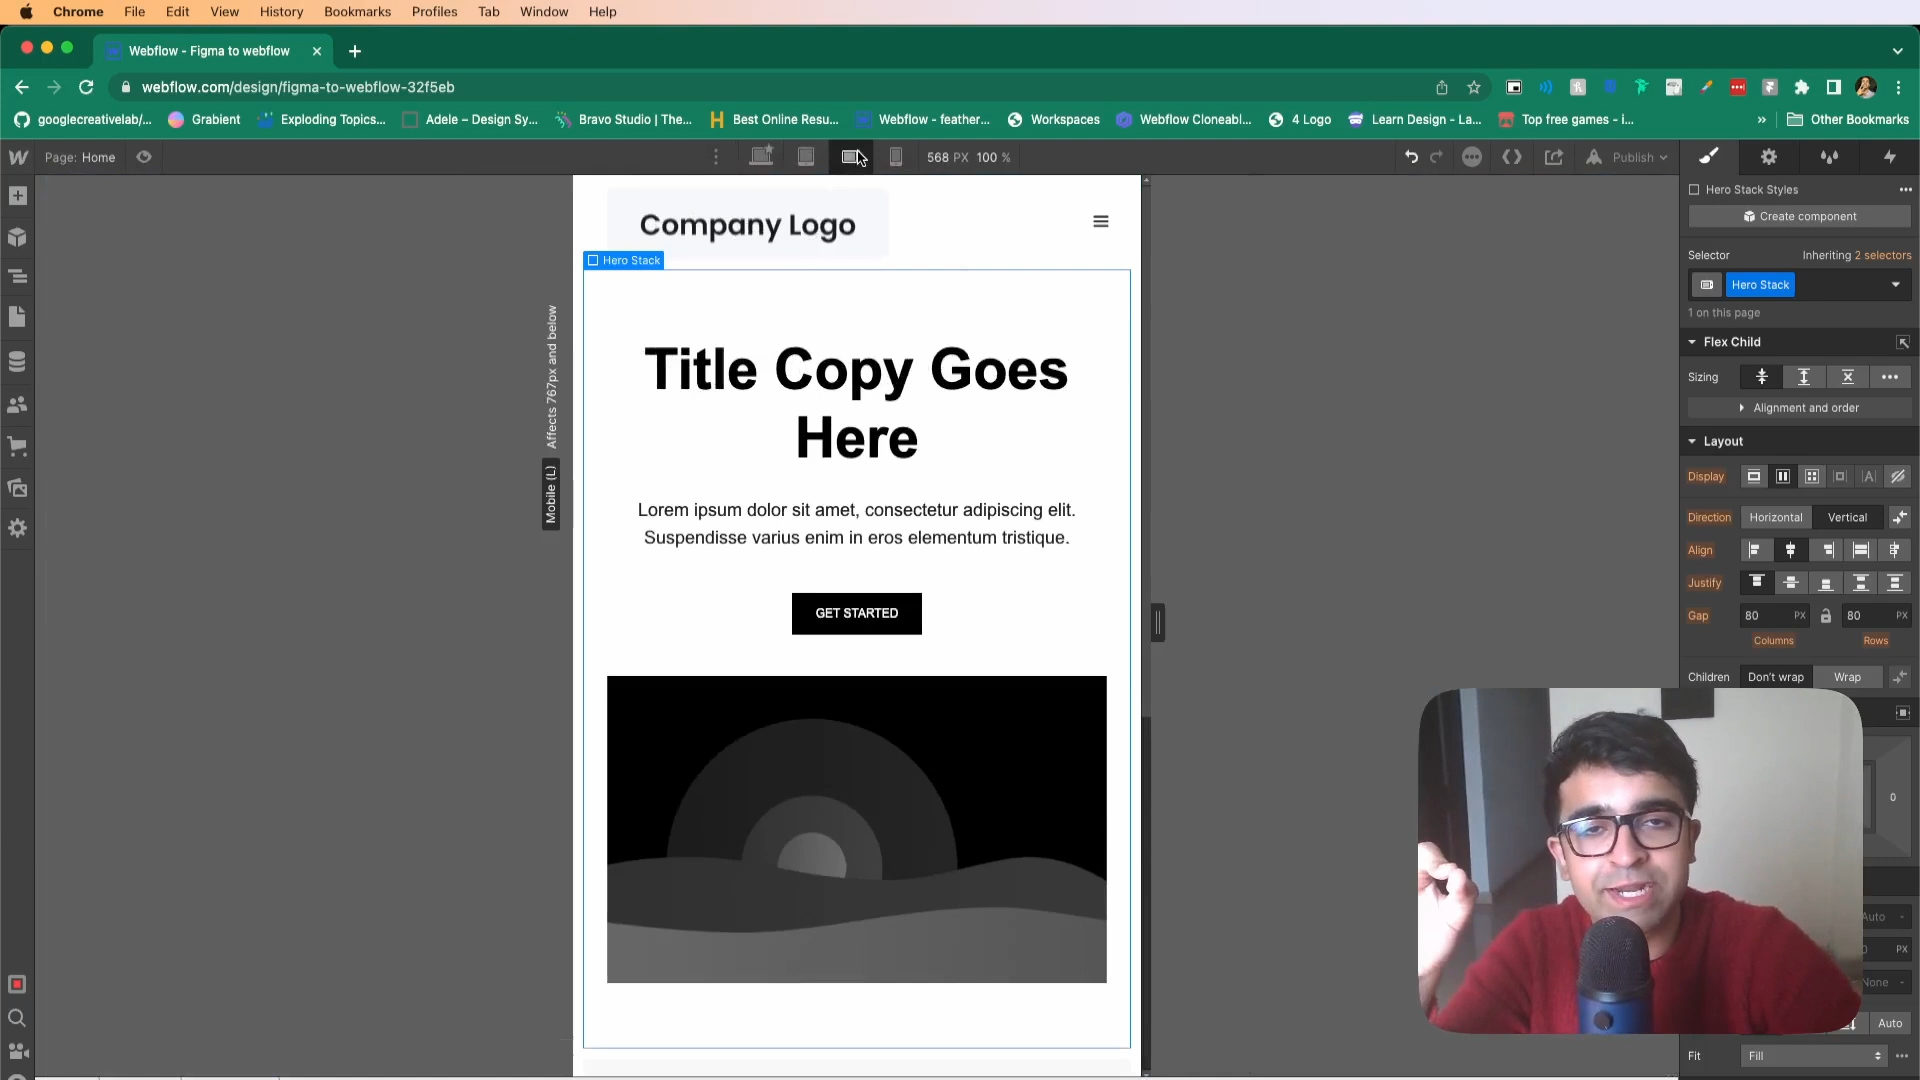 Chrome File Edit View History Bookmarks Profiles Tab Window Help
Webflow - Figma to webflow
webflow.com/design/figma-to-webflow-32f5eb
googlecreativelab/... Grabient Exploding Topics... Adele – Design Sy... Bravo Studio | The... Best Online Resu... Webflow - feather... Workspaces Webflow Cloneabl... 4 Logo Learn Design - La... Top free games - i... » Other Bookmarks
Page: Home 568 PX 100 % Publish
Hero Stack Styles
Create component
Selector Inheriting 2 selectors
Hero Stack
1 on this page
Flex Child
Sizing
Alignment and order
Layout
Display
Direction Horizontal Vertical
Align
Justify
Gap 80 PX 80 PX
Columns Rows
Children Don't wrap Wrap
0
Auto -
PX
None -
Auto
Fit Fill
Affects 767px and below
Mobile (L)
Company Logo
Hero Stack
Title Copy Goes
Here
Lorem ipsum dolor sit amet, consectetur adipiscing elit.
Suspendisse varius enim in eros elementum tristique.
GET STARTED